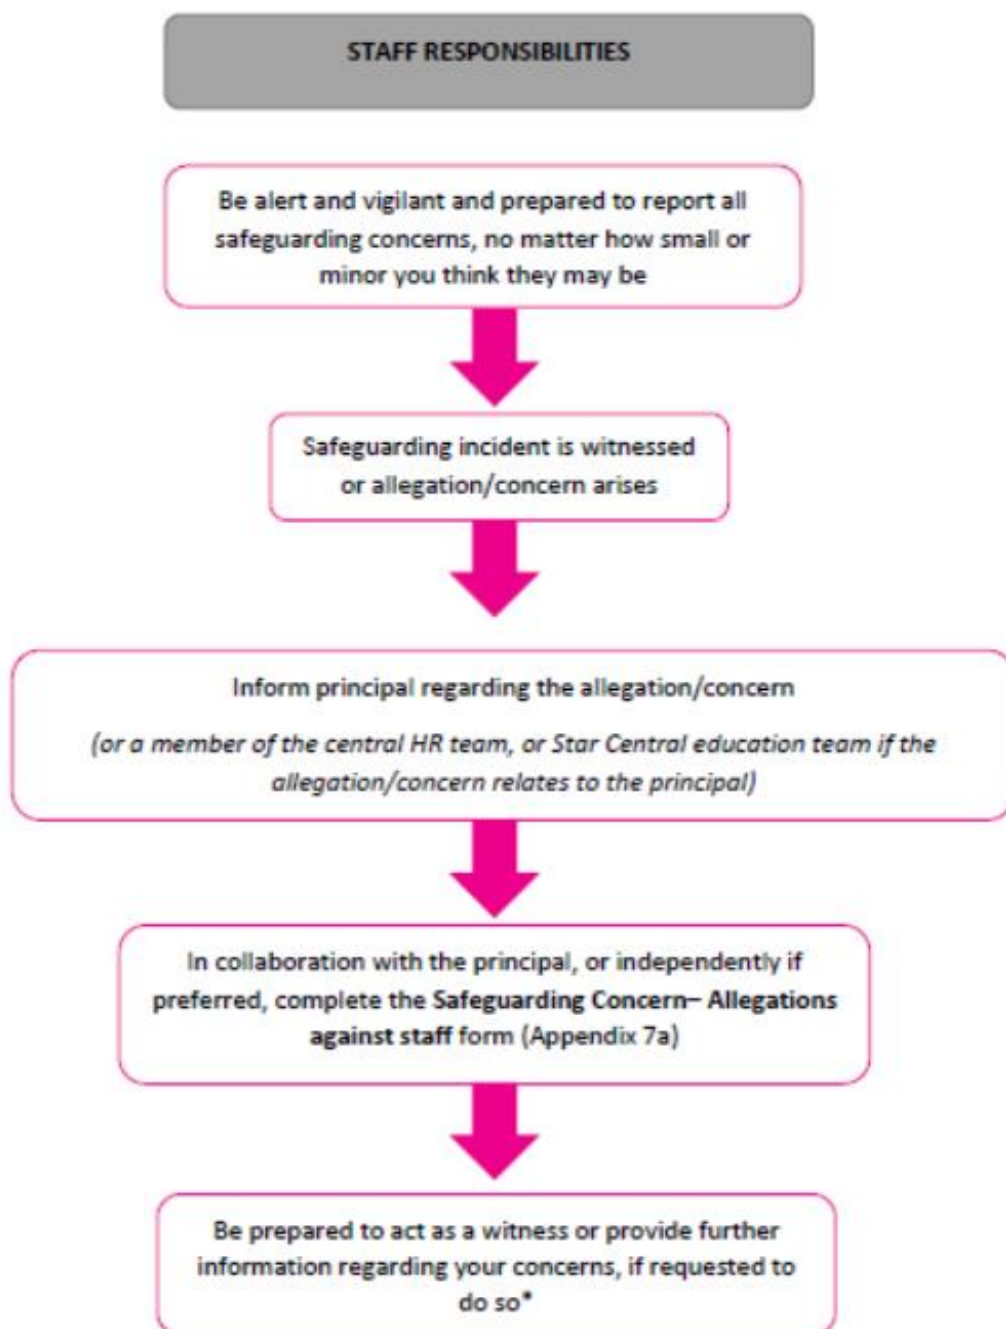 STAFF RESPONSIBILITIES
Be alert and vigilant and prepared to report all
safeguarding concerns, no matter how small or
minor you think they may be
Safeguarding incident is witnessed
or allegation/concern arises
Inform principal regarding the allegation/concern
(or a member of the central HR team, or Star Central education team if the
allegation/concern relates to the principal)
In collaboration with the principal, or independently if
preferred, complete the Safeguarding Concern– Allegations
against staff form (Appendix 7a)
Be prepared to act as a witness or provide further
information regarding your concerns, if requested to
do so*